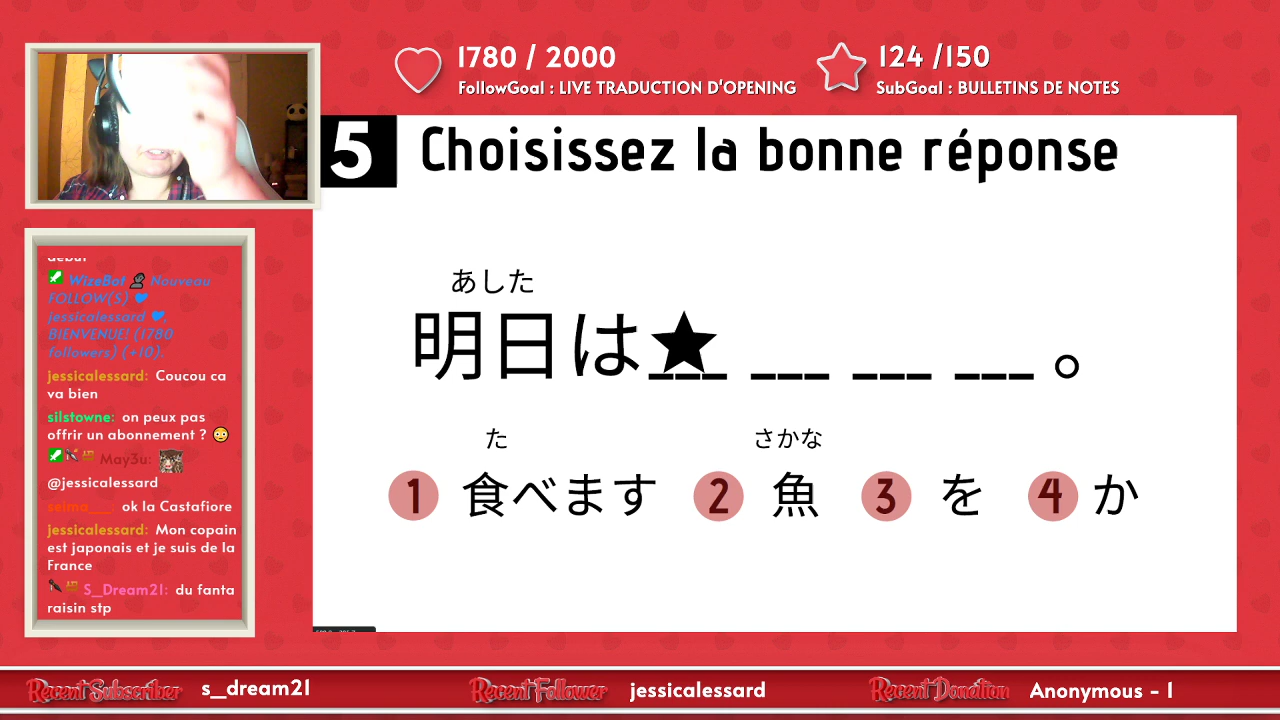 1780 / 2000
FollowGoal : LIVE TRADUCTION D'OPENING
124 /150
SubGoal : BULLETINS DE NOTES
5 Choisissez la bonne réponse
あした
明日は★___ ___ ___ ___ 。
た さかな
1 食べます 2 魚 3 を 4 か
WizeBot Nouveau
FOLLOW(S)
jessicalessard ,
BIENVENUE! (1780
followers) (+10).
jessicalessard: Coucou ca
va bien
silstowne: on peux pas
offrir un abonnement ?
May3u:
@jessicalessard
selma___: ok la Castafiore
jessicalessard: Mon copain
est japonais et je suis de la
France
S_Dream21: du fanta
raisin stp
Recent Subscriber s_dream21
Recent Follower jessicalessard
Recent Donation Anonymous - 1